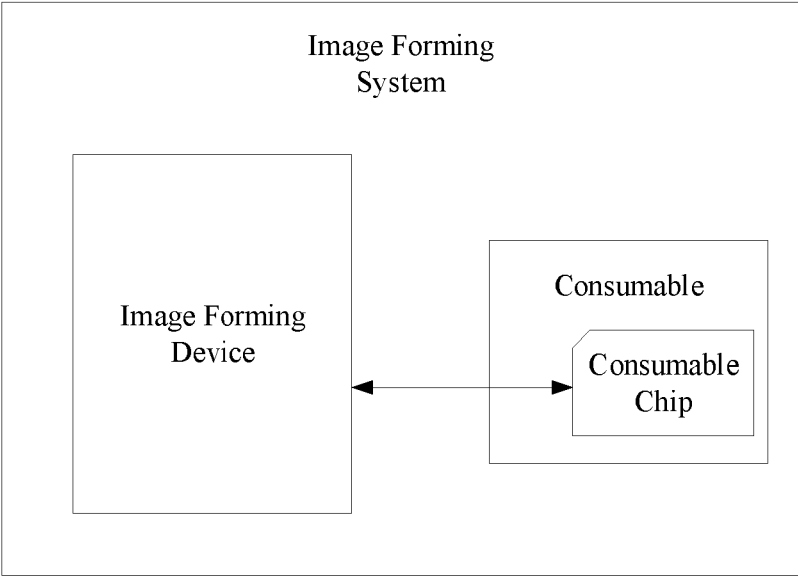 Image Forming
System
Image Forming
Device
Consumable
Consumable
Chip